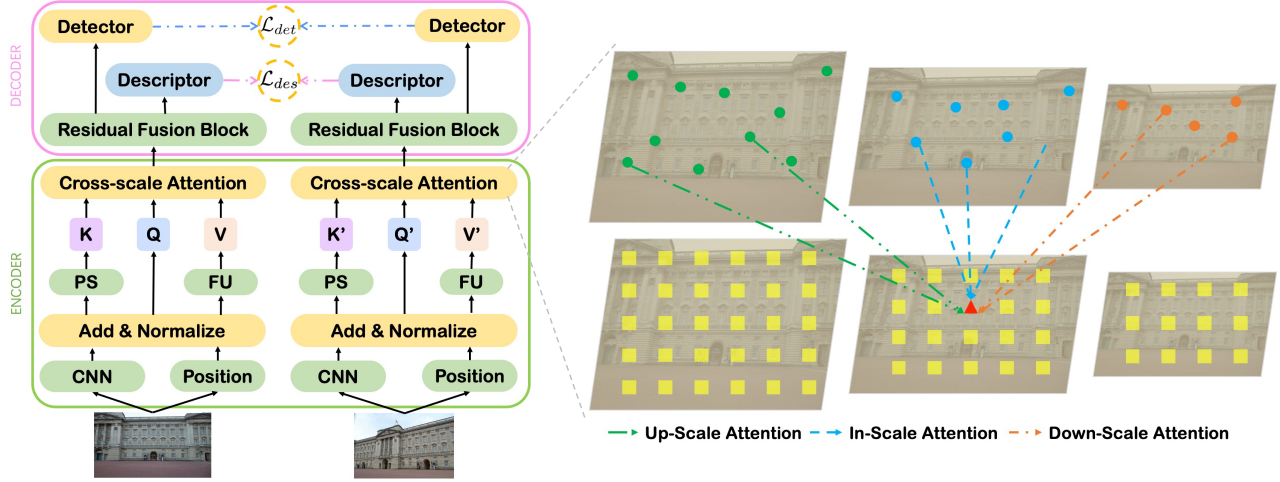 DECODER
Detector
ℒdet
Detector
Descriptor
ℒdes
Descriptor
Residual Fusion Block
Residual Fusion Block
ENCODER
Cross-scale Attention
Cross-scale Attention
K
Q
V
K’
Q’
V’
PS
FU
PS
FU
Add & Normalize
Add & Normalize
CNN
Position
CNN
Position
Up-Scale Attention
In-Scale Attention
Down-Scale Attention